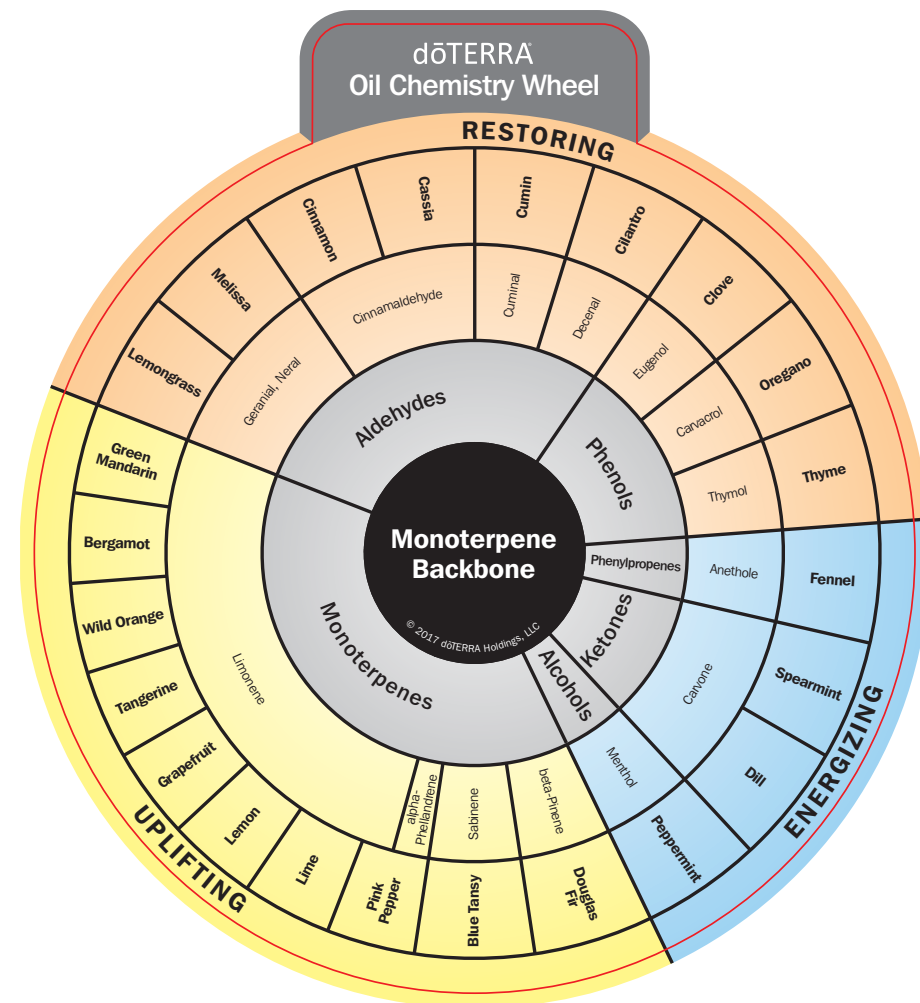 dōTERRA®
Oil Chemistry Wheel
RESTORING
Lemongrass
Melissa
Cinnamon
Cassia
Cumin
Cilantro
Clove
Oregano
Thyme
Geranial, Neral
Cinnamaldehyde
Cuminal
Decenal
Eugenol
Carvacrol
Thymol
Aldehydes
Phenols
Phenylpropenes
Ketones
Alcohols
Monoterpenes
Monoterpene
Backbone
© 2017 dōTERRA Holdings, LLC
Anethole
Carvone
Menthol
Fennel
Spearmint
Dill
Peppermint
ENERGIZING
Limonene
alpha-
Phellandrene
Sabinene
beta-Pinene
Green
Mandarin
Bergamot
Wild Orange
Tangerine
Grapefruit
Lemon
Lime
Pink
Pepper
Blue Tansy
Douglas
Fir
UPLIFTING